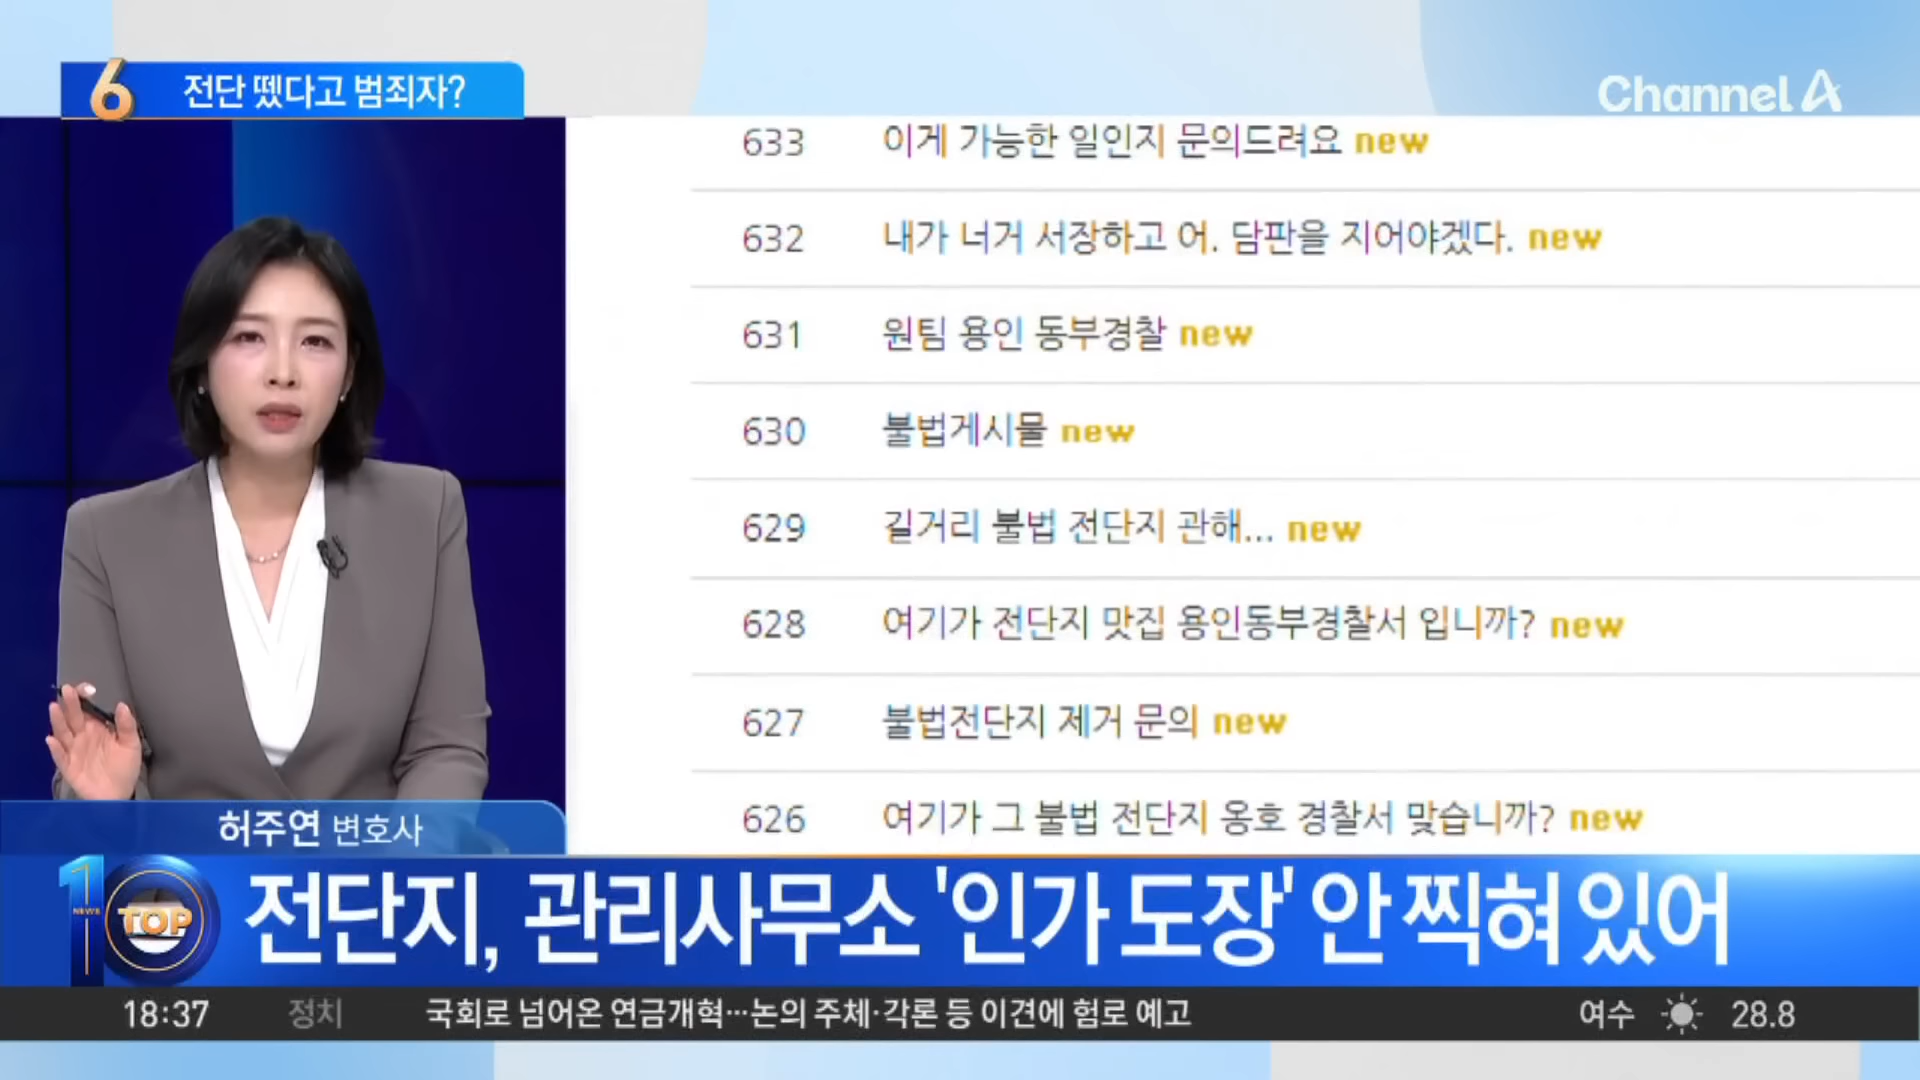 6 전단 뗐다고 범죄자?
Channel A
633 이게 가능한 일인지 문의드려요 new
632 내가 너거 서장하고 어. 담판을 지어야겠다. new
631 원팀 용인 동부경찰 new
630 불법게시물 new
629 길거리 불법 전단지 관해... new
628 여기가 전단지 맛집 용인동부경찰서 입니까? new
627 불법전단지 제거 문의 new
626 여기가 그 불법 전단지 옹호 경찰서 맞습니까? new
허주연 변호사
10 NEWS TOP
전단지, 관리사무소 '인가 도장' 안 찍혀 있어
18:37 정치 국회로 넘어온 연금개혁…논의 주체·각론 등 이견에 험로 예고 여수 28.8